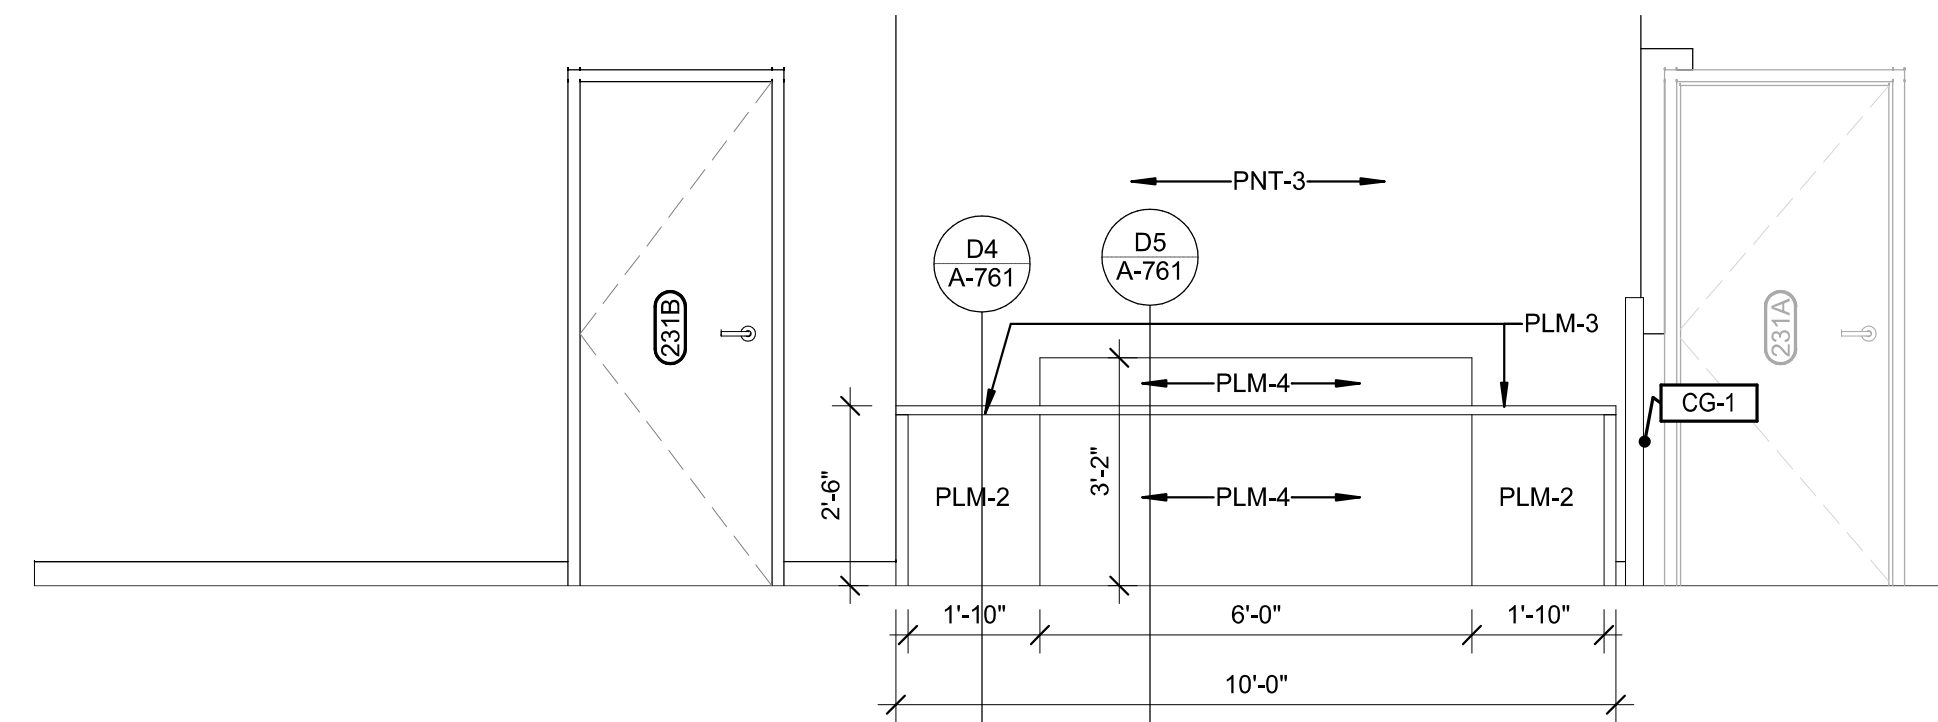 PNT-3
D4
A-761
D5
A-761
231B
231A
PLM-3
PLM-4
CG-1
2'-6"
PLM-2
3'-2"
PLM-4
PLM-2
1'-10"
6'-0"
1'-10"
10'-0"